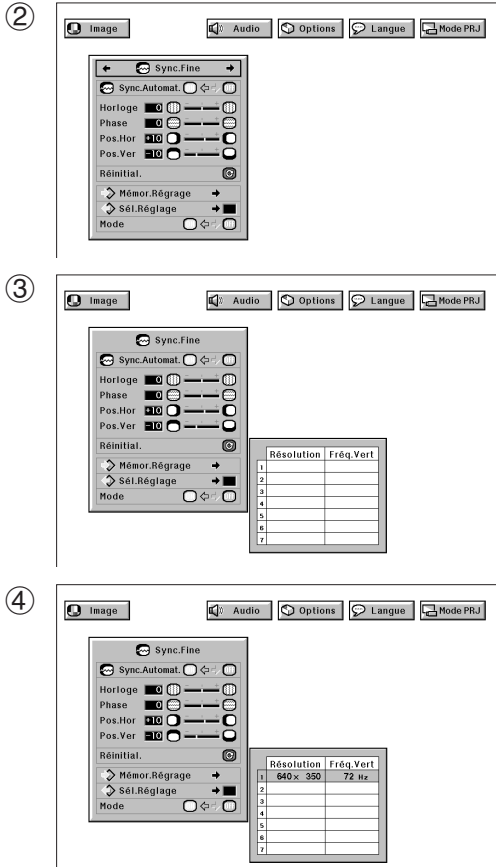 ②
Image Audio Options Langue Mode PRJ
Sync.Fine
Sync.Automat.
Horloge 0 - +
Phase 0 - +
Pos.Hor +10 - +
Pos.Ver -10 - +
Réinitial.
Mémor.Régrage
Sél.Réglage
Mode
③
Image Audio Options Langue Mode PRJ
Sync.Fine
Sync.Automat.
Horloge 0 - +
Phase 0 - +
Pos.Hor +10 - +
Pos.Ver -10 - +
Réinitial.
Mémor.Régrage
Sél.Réglage
Mode
Résolution Fréq.Vert
1
2
3
4
5
6
7
④
Image Audio Options Langue Mode PRJ
Sync.Fine
Sync.Automat.
Horloge 0 - +
Phase 0 - +
Pos.Hor +10 - +
Pos.Ver -10 - +
Réinitial.
Mémor.Régrage
Sél.Réglage
Mode
Résolution Fréq.Vert
1 640 × 350 72 Hz
2
3
4
5
6
7